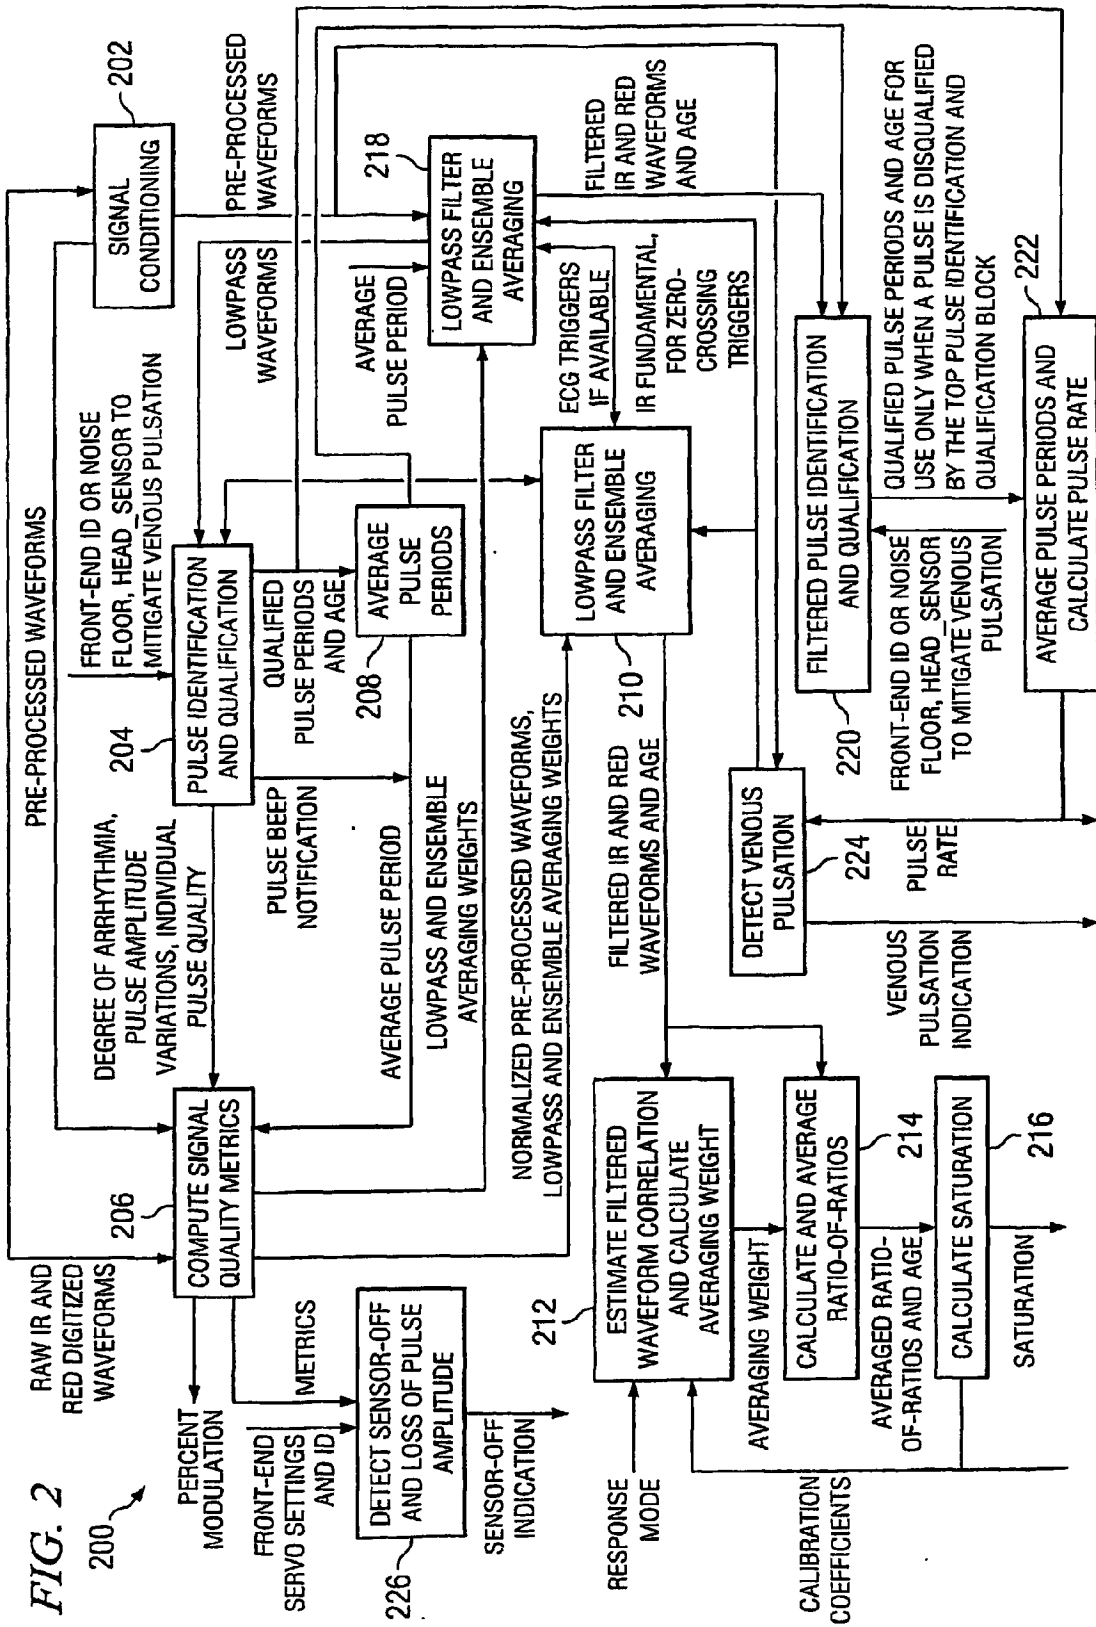 FIG. 2
200
RAW IR AND
RED DIGITIZED
WAVEFORMS
PRE-PROCESSED WAVEFORMS
202
SIGNAL
CONDITIONING
PRE-PROCESSED
WAVEFORMS
206
COMPUTE SIGNAL
QUALITY METRICS
DEGREE OF ARRHYTHMIA,
PULSE AMPLITUDE
VARIATIONS, INDIVIDUAL
PULSE QUALITY
204
PULSE IDENTIFICATION
AND QUALIFICATION
FRONT-END ID OR NOISE
FLOOR, HEAD_SENSOR TO
MITIGATE VENOUS PULSATION
LOWPASS
WAVEFORMS
PERCENT
MODULATION
METRICS
FRONT-END
SERVO SETTINGS
AND ID
PULSE BEEP
NOTIFICATION
QUALIFIED
PULSE PERIODS
AND AGE
208
AVERAGE
PULSE
PERIODS
AVERAGE
PULSE PERIOD
218
LOWPASS FILTER
AND ENSEMBLE
AVERAGING
226
DETECT SENSOR-OFF
AND LOSS OF PULSE
AMPLITUDE
SENSOR-OFF
INDICATION
AVERAGE PULSE PERIOD
LOWPASS AND ENSEMBLE
AVERAGING WEIGHTS
NORMALIZED PRE-PROCESSED WAVEFORMS,
LOWPASS AND ENSEMBLE AVERAGING WEIGHTS
210
LOWPASS FILTER
AND ENSEMBLE
AVERAGING
ECG TRIGGERS
IF AVAILABLE
IR FUNDAMENTAL,
FOR ZERO-
CROSSING
TRIGGERS
FILTERED
IR AND RED
WAVEFORMS
AND AGE
RESPONSE
MODE
212
ESTIMATE FILTERED
WAVEFORM CORRELATION
AND CALCULATE
AVERAGING WEIGHT
FILTERED IR AND RED
WAVEFORMS AND AGE
AVERAGING WEIGHT
CALCULATE AND AVERAGE
RATIO-OF-RATIOS
214
AVERAGED RATIO-
OF-RATIOS AND AGE
CALIBRATION
COEFFICIENTS
CALCULATE SATURATION
216
SATURATION
DETECT VENOUS
PULSATION
224
VENOUS
PULSATION
INDICATION
PULSE
RATE
220
FILTERED PULSE IDENTIFICATION
AND QUALIFICATION
FRONT-END ID OR NOISE
FLOOR, HEAD_SENSOR
TO MITIGATE VENOUS
PULSATION
QUALIFIED PULSE PERIODS AND AGE FOR
USE ONLY WHEN A PULSE IS DISQUALIFIED
BY THE TOP PULSE IDENTIFICATION AND
QUALIFICATION BLOCK
222
AVERAGE PULSE PERIODS AND
CALCULATE PULSE RATE